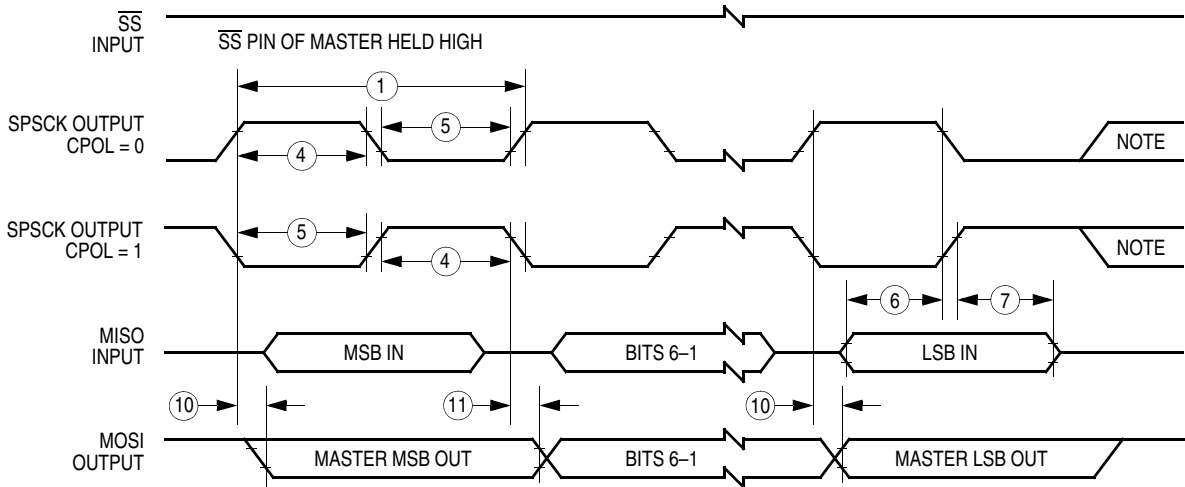 SS
INPUT
SS PIN OF MASTER HELD HIGH
1
SPSCK OUTPUT
CPOL = 0
5
4
NOTE
SPSCK OUTPUT
CPOL = 1
5
4
NOTE
6
7
MISO
INPUT
MSB IN
BITS 6–1
LSB IN
10
11
10
MOSI
OUTPUT
MASTER MSB OUT
BITS 6–1
MASTER LSB OUT